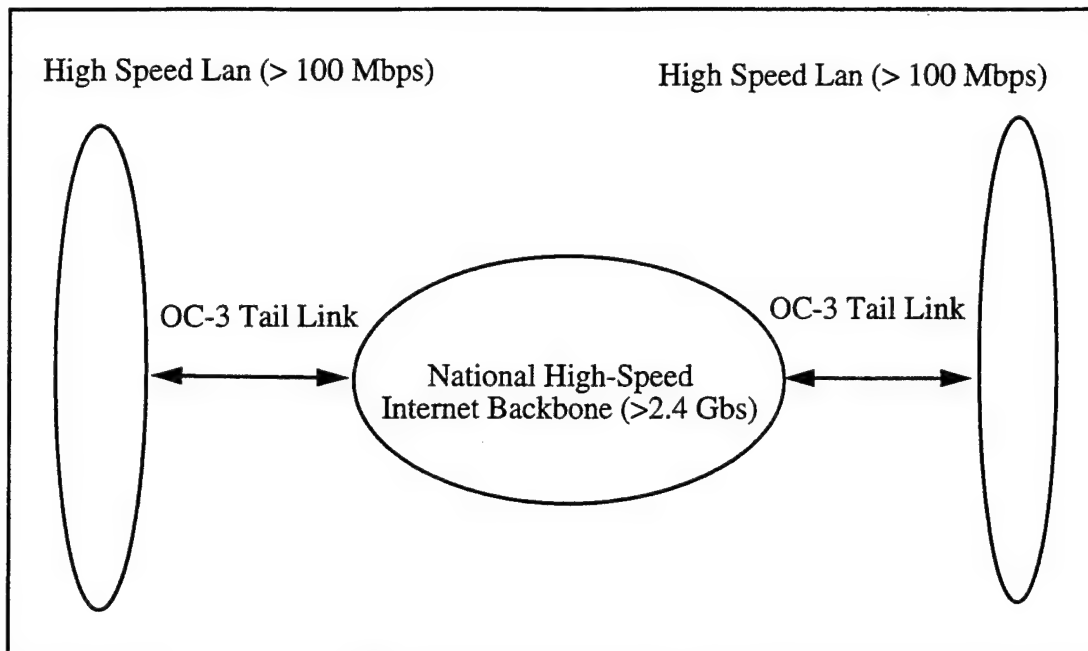 High Speed Lan (> 100 Mbps)
High Speed Lan (> 100 Mbps)
OC-3 Tail Link
OC-3 Tail Link
National High-Speed
Internet Backbone (>2.4 Gbs)